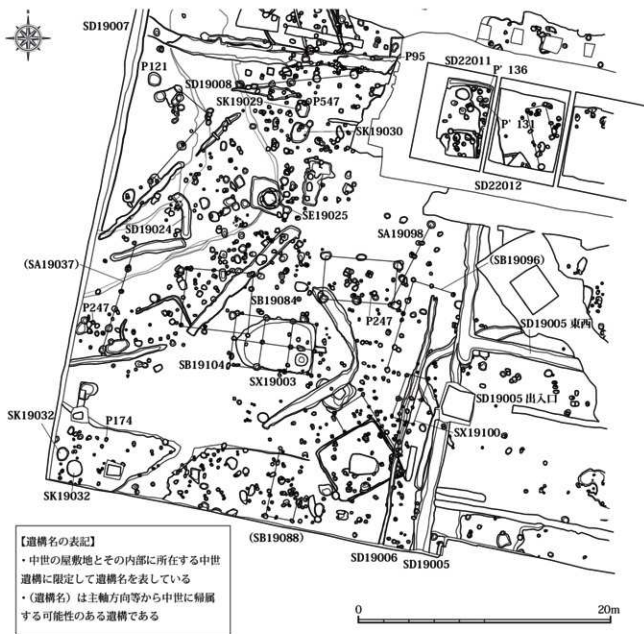 SD19007
P121
SD19008
SK19029
P547
P95
SD22011
P' 136
P' 131
SK19030
SD22012
SE19025
SD19024
SA19098
(SA19037)
(SB19096)
SB19084
P247
P247
SD19005 東西
SB19104
SX19003
SD19005 出入口
SK19032
P174
SX19100
SK19032
(SB19088)
SD19006
SD19005
【遺構名の表記】
・中世の屋敷地とその内部に所在する中世
遺構に限定して遺構名を表している
・(遺構名)は主軸方向等から中世に帰属
する可能性のある遺構である
0
20m